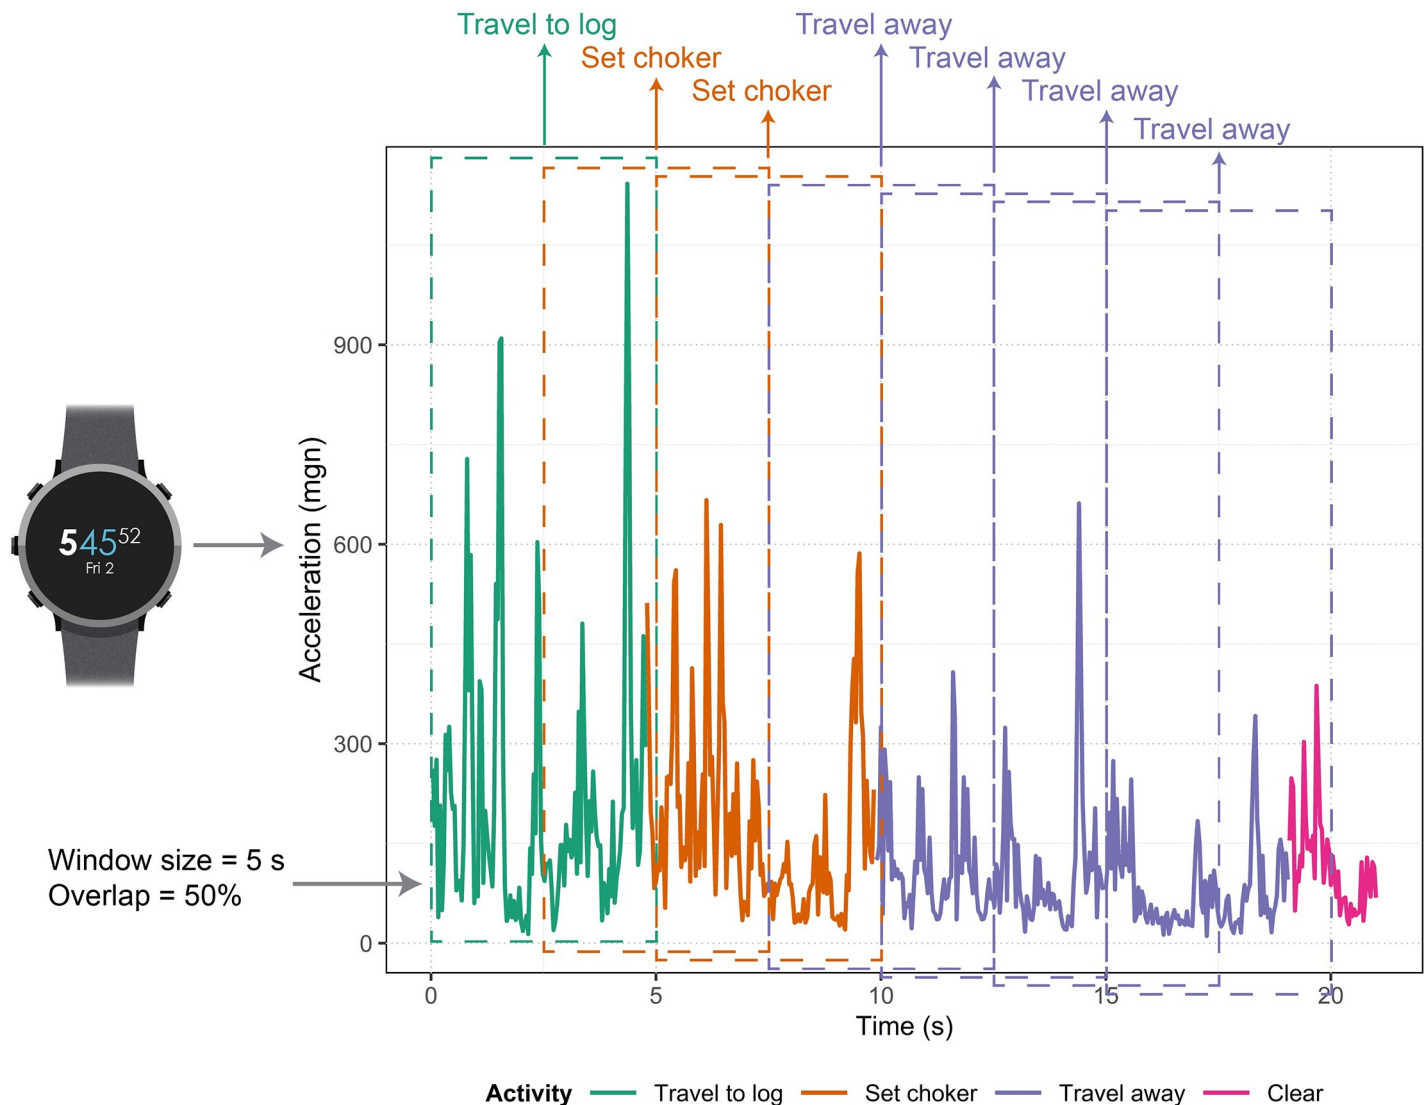 Travel to log
Travel away
Set choker
Travel away
Set choker
Travel away
Travel away
900
600
300
0
Acceleration (mgn)
545 52
Fri 2
Window size = 5 s
Overlap = 50%
0 5 10 15 20
Time (s)
Activity Travel to log Set choker Travel away Clear